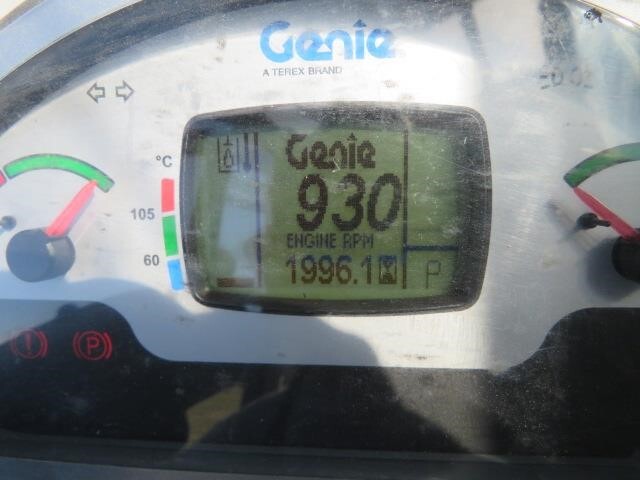 Genie
A TEREX BRAND
°C
105
60
Genie
930
ENGINE RPM
1996.1
P
(!) (P)